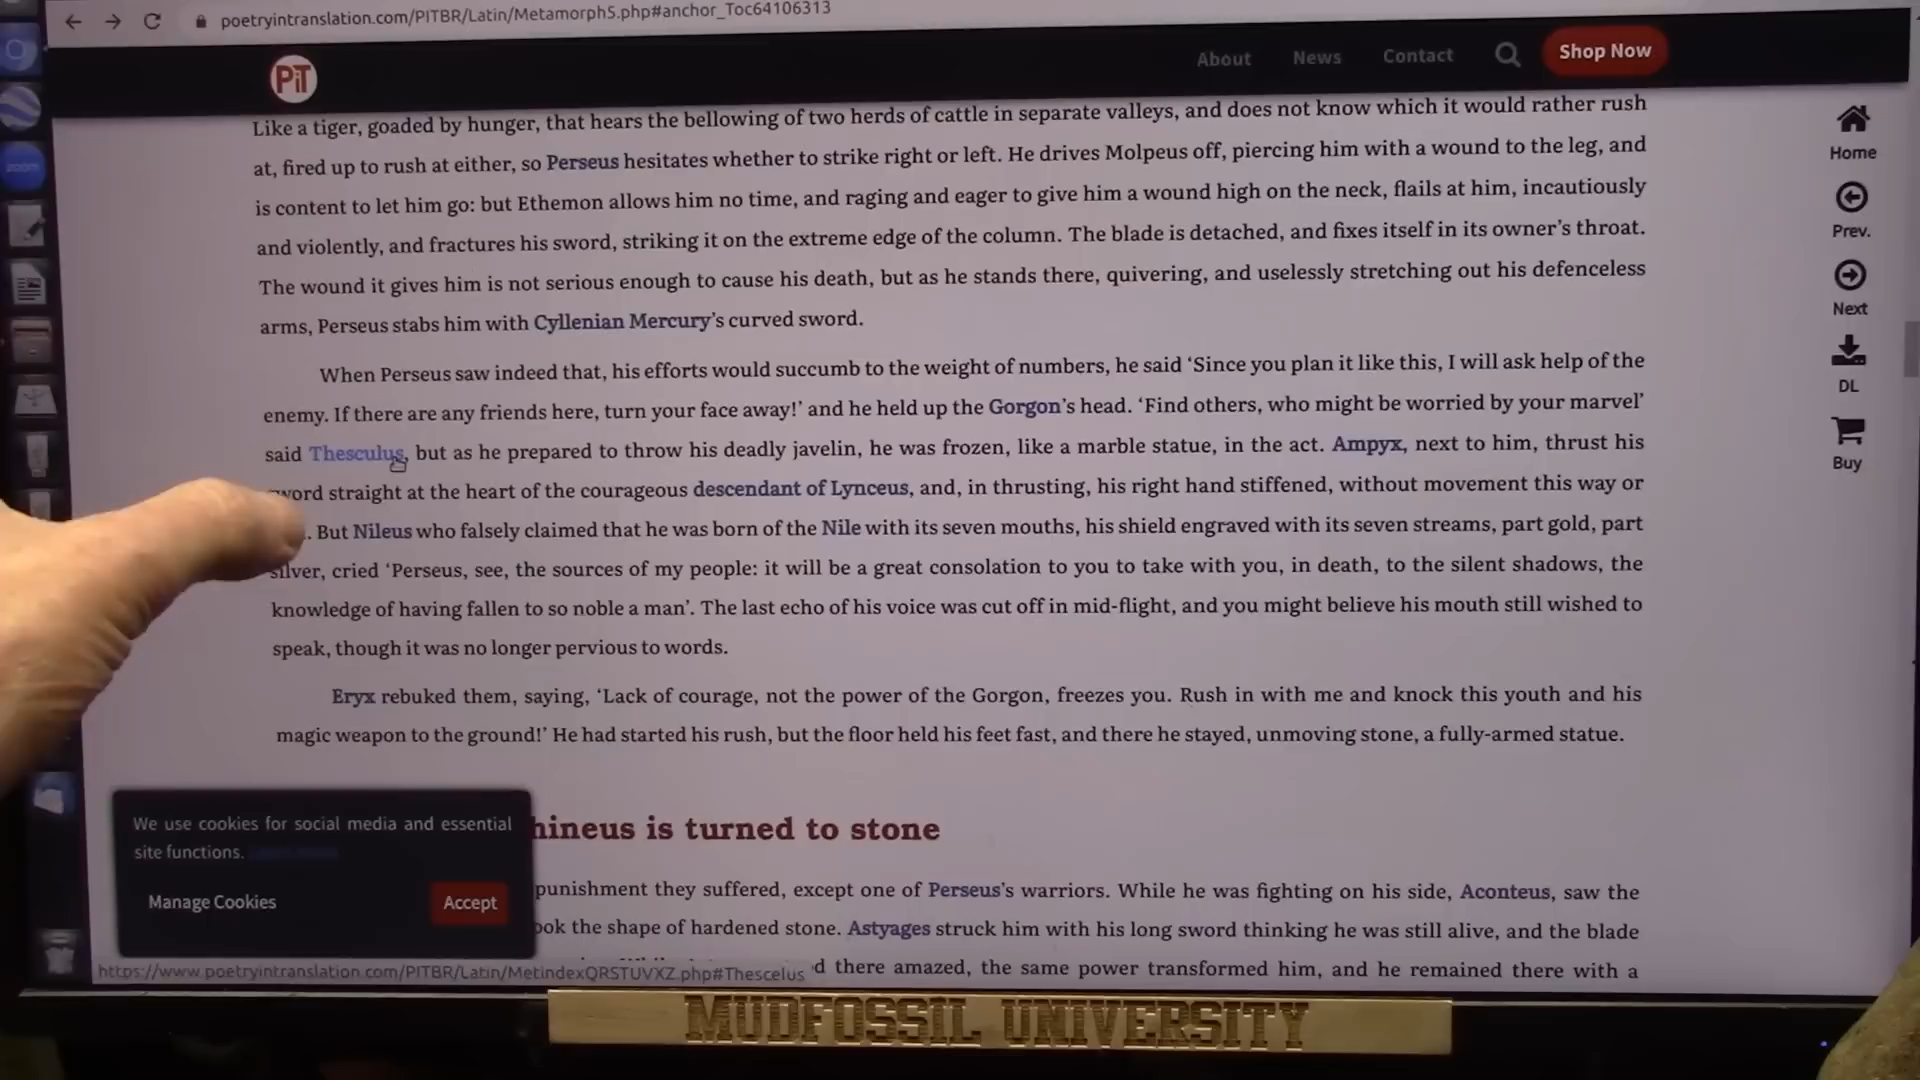 poetryintranslation.com/PITBR/Latin/Metamorph5.php#anchor_Toc64106313
PiT
About
News
Contact
Shop Now
Like a tiger, goaded by hunger, that hears the bellowing of two herds of cattle in separate valleys, and does not know which it would rather rush
at, fired up to rush at either, so Perseus hesitates whether to strike right or left. He drives Molpeus off, piercing him with a wound to the leg, and
is content to let him go: but Ethemon allows him no time, and raging and eager to give him a wound high on the neck, flails at him, incautiously
and violently, and fractures his sword, striking it on the extreme edge of the column. The blade is detached, and fixes itself in its owner’s throat.
The wound it gives him is not serious enough to cause his death, but as he stands there, quivering, and uselessly stretching out his defenceless
arms, Perseus stabs him with Cyllenian Mercury’s curved sword.
When Perseus saw indeed that, his efforts would succumb to the weight of numbers, he said ‘Since you plan it like this, I will ask help of the
enemy. If there are any friends here, turn your face away!’ and he held up the Gorgon’s head. ‘Find others, who might be worried by your marvel’
said Thesculus, but as he prepared to throw his deadly javelin, he was frozen, like a marble statue, in the act. Ampyx, next to him, thrust his
sword straight at the heart of the courageous descendant of Lynceus, and, in thrusting, his right hand stiffened, without movement this way or
. But Nileus who falsely claimed that he was born of the Nile with its seven mouths, his shield engraved with its seven streams, part gold, part
silver, cried ‘Perseus, see, the sources of my people: it will be a great consolation to you to take with you, in death, to the silent shadows, the
knowledge of having fallen to so noble a man’. The last echo of his voice was cut off in mid-flight, and you might believe his mouth still wished to
speak, though it was no longer pervious to words.
Eryx rebuked them, saying, ‘Lack of courage, not the power of the Gorgon, freezes you. Rush in with me and knock this youth and his
magic weapon to the ground!’ He had started his rush, but the floor held his feet fast, and there he stayed, unmoving stone, a fully-armed statue.
hineus is turned to stone
punishment they suffered, except one of Perseus’s warriors. While he was fighting on his side, Aconteus, saw the
ook the shape of hardened stone. Astyages struck him with his long sword thinking he was still alive, and the blade
d there amazed, the same power transformed him, and he remained there with a
We use cookies for social media and essential
site functions.
Manage Cookies
Accept
https://www.poetryintranslation.com/PITBR/Latin/MetindexQRSTUVXZ.php#Thescelus
Home
Prev.
Next
DL
Buy
zoom
MUDFOSSIL UNIVERSITY